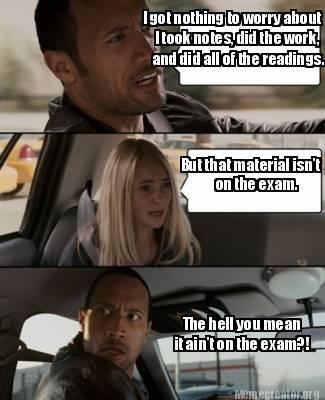 I got nothing to worry about
I took notes, did the work,
and did all of the readings.
But that material isn't
on the exam.
The hell you mean
it ain't on the exam?!
Memecreator.org